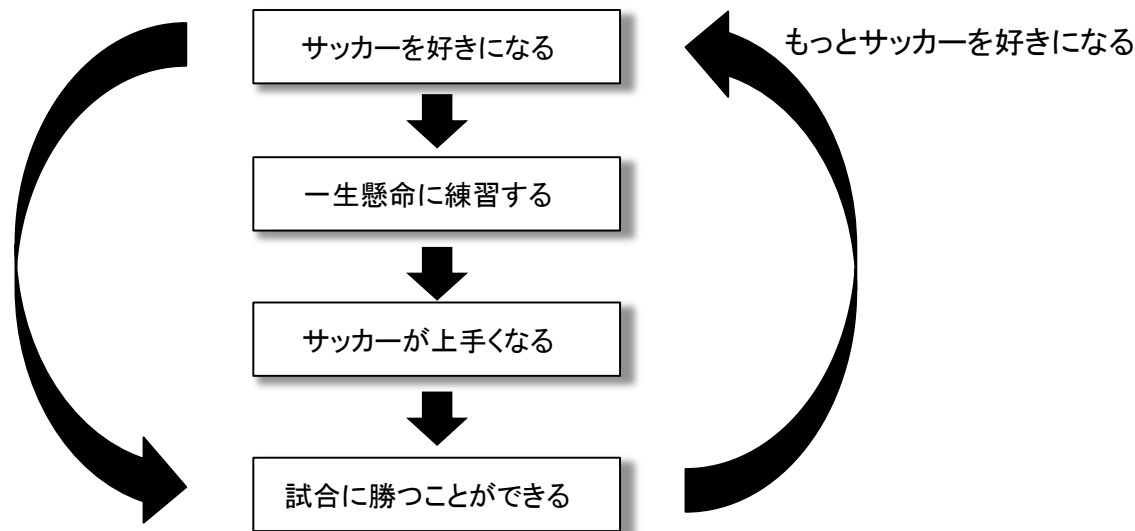 サッカーを好きになる
もっとサッカーを好きになる
一生懸命に練習する
サッカーが上手くなる
試合に勝つことができる